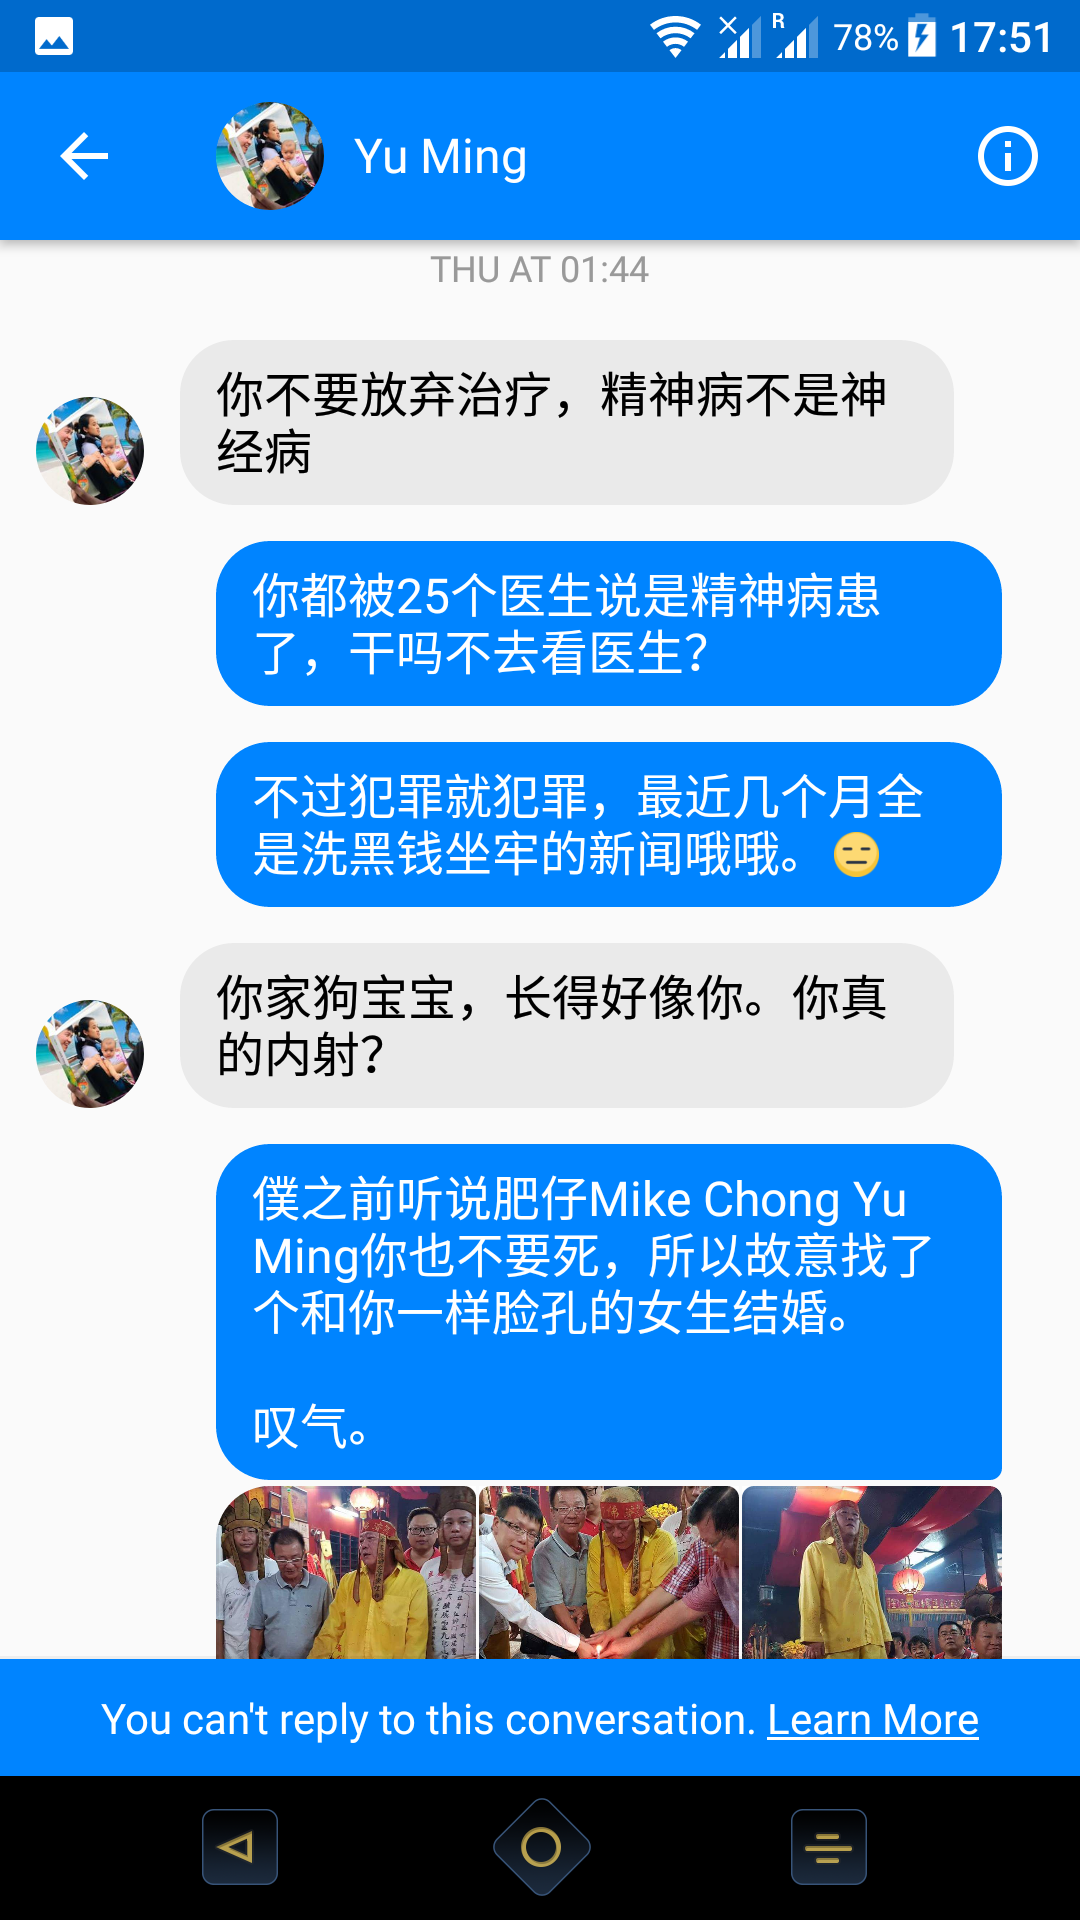 R
78%
17:51
Yu Ming
THU AT 01:44
你不要放弃治疗，精神病不是神
经病
你都被25个医生说是精神病患
了，干吗不去看医生？
不过犯罪就犯罪，最近几个月全
是洗黑钱坐牢的新闻哦哦。😑
你家狗宝宝，长得好像你。你真
的内射？
僕之前听说肥仔Mike Chong Yu
Ming你也不要死，所以故意找了
个和你一样脸孔的女生结婚。
叹气。
You can't reply to this conversation. Learn More